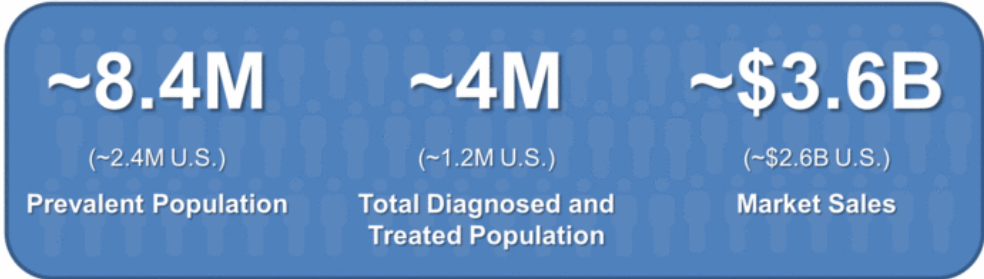 ~8.4M
(~2.4M U.S.)
Prevalent Population
~4M
(~1.2M U.S.)
Total Diagnosed and
Treated Population
~$3.6B
(~$2.6B U.S.)
Market Sales